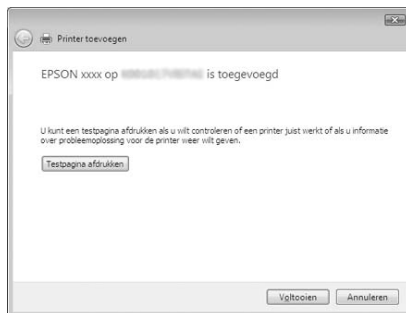 Printer toevoegen
EPSON xxxx op is toegevoegd
U kunt een testpagina afdrukken als u wilt controleren of een printer juist werkt of als u informatie
over probleemoplossing voor de printer weer wilt geven.
Testpagina afdrukken
Voltooien Annuleren